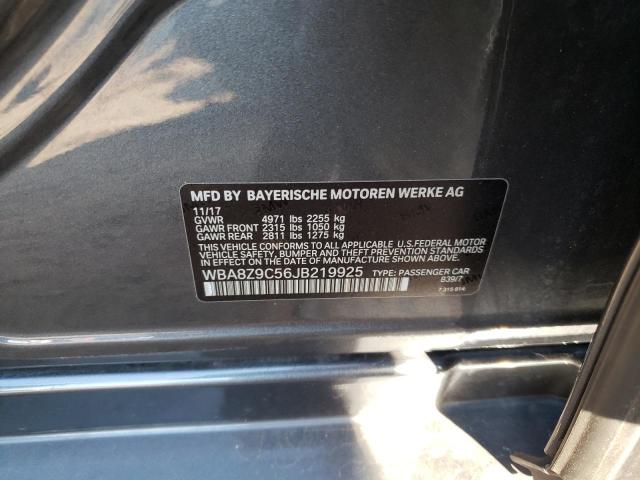 MFD BY BAYERISCHE MOTOREN WERKE AG
11/17
GVWR 4971 lbs 2255 kg
GAWR FRONT 2315 lbs 1050 kg
GAWR REAR 2811 lbs 1275 kg
THIS VEHICLE CONFORMS TO ALL APPLICABLE U.S. FEDERAL MOTOR
VEHICLE SAFETY, BUMPER, AND THEFT PREVENTION STANDARDS
IN EFFECT ON THE DATE OF MANUFACTURE SHOWN ABOVE.
WBA8Z9C56JB219925 TYPE: PASSENGER CAR
839/7